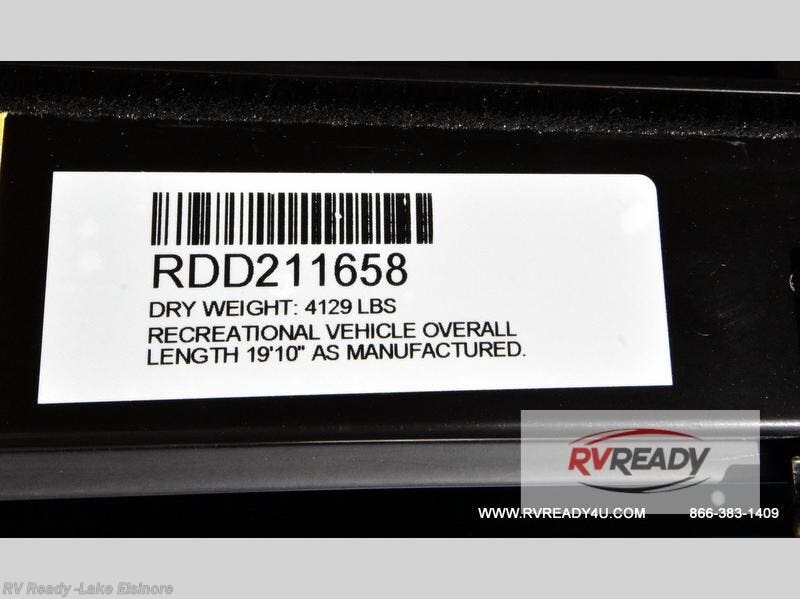 RDD211658
DRY WEIGHT: 4129 LBS
RECREATIONAL VEHICLE OVERALL
LENGTH 19'10" AS MANUFACTURED.
RVREADY
WWW.RVREADY4U.COM 866-383-1409
RV Ready -Lake Elsinore